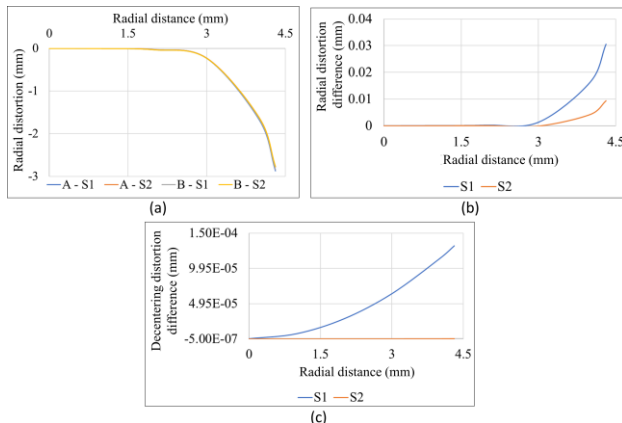 Radial distance (mm)
0 1.5 3 4.5
Radial distortion (mm)
0
-1
-2
-3
A - S1 A - S2 B - S1 B - S2
(a)
Radial distortion
difference (mm)
0.04
0.03
0.02
0.01
0
0 1.5 3 4.5
Radial distance (mm)
S1 S2
(b)
Decentering distortion
difference (mm)
1.50E-04
9.95E-05
4.95E-05
-5.00E-07
0 1.5 3 4.5
Radial distance (mm)
S1 S2
(c)